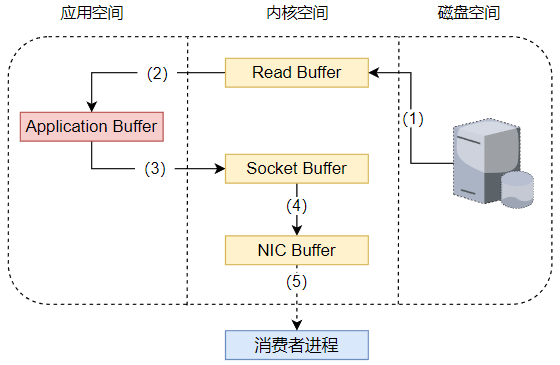 应用空间
内核空间
磁盘空间
(2)
Read Buffer
(1)
Application Buffer
(3)
Socket Buffer
(4)
NIC Buffer
(5)
消费者进程